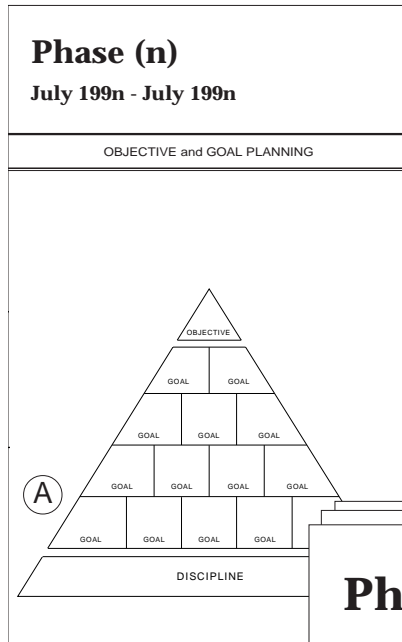 Phase (n)
July 199n - July 199n
OBJECTIVE and GOAL PLANNING
OBJECTIVE
GOAL GOAL
GOAL GOAL GOAL
GOAL GOAL GOAL GOAL
A
GOAL GOAL GOAL GOAL
DISCIPLINE
Ph